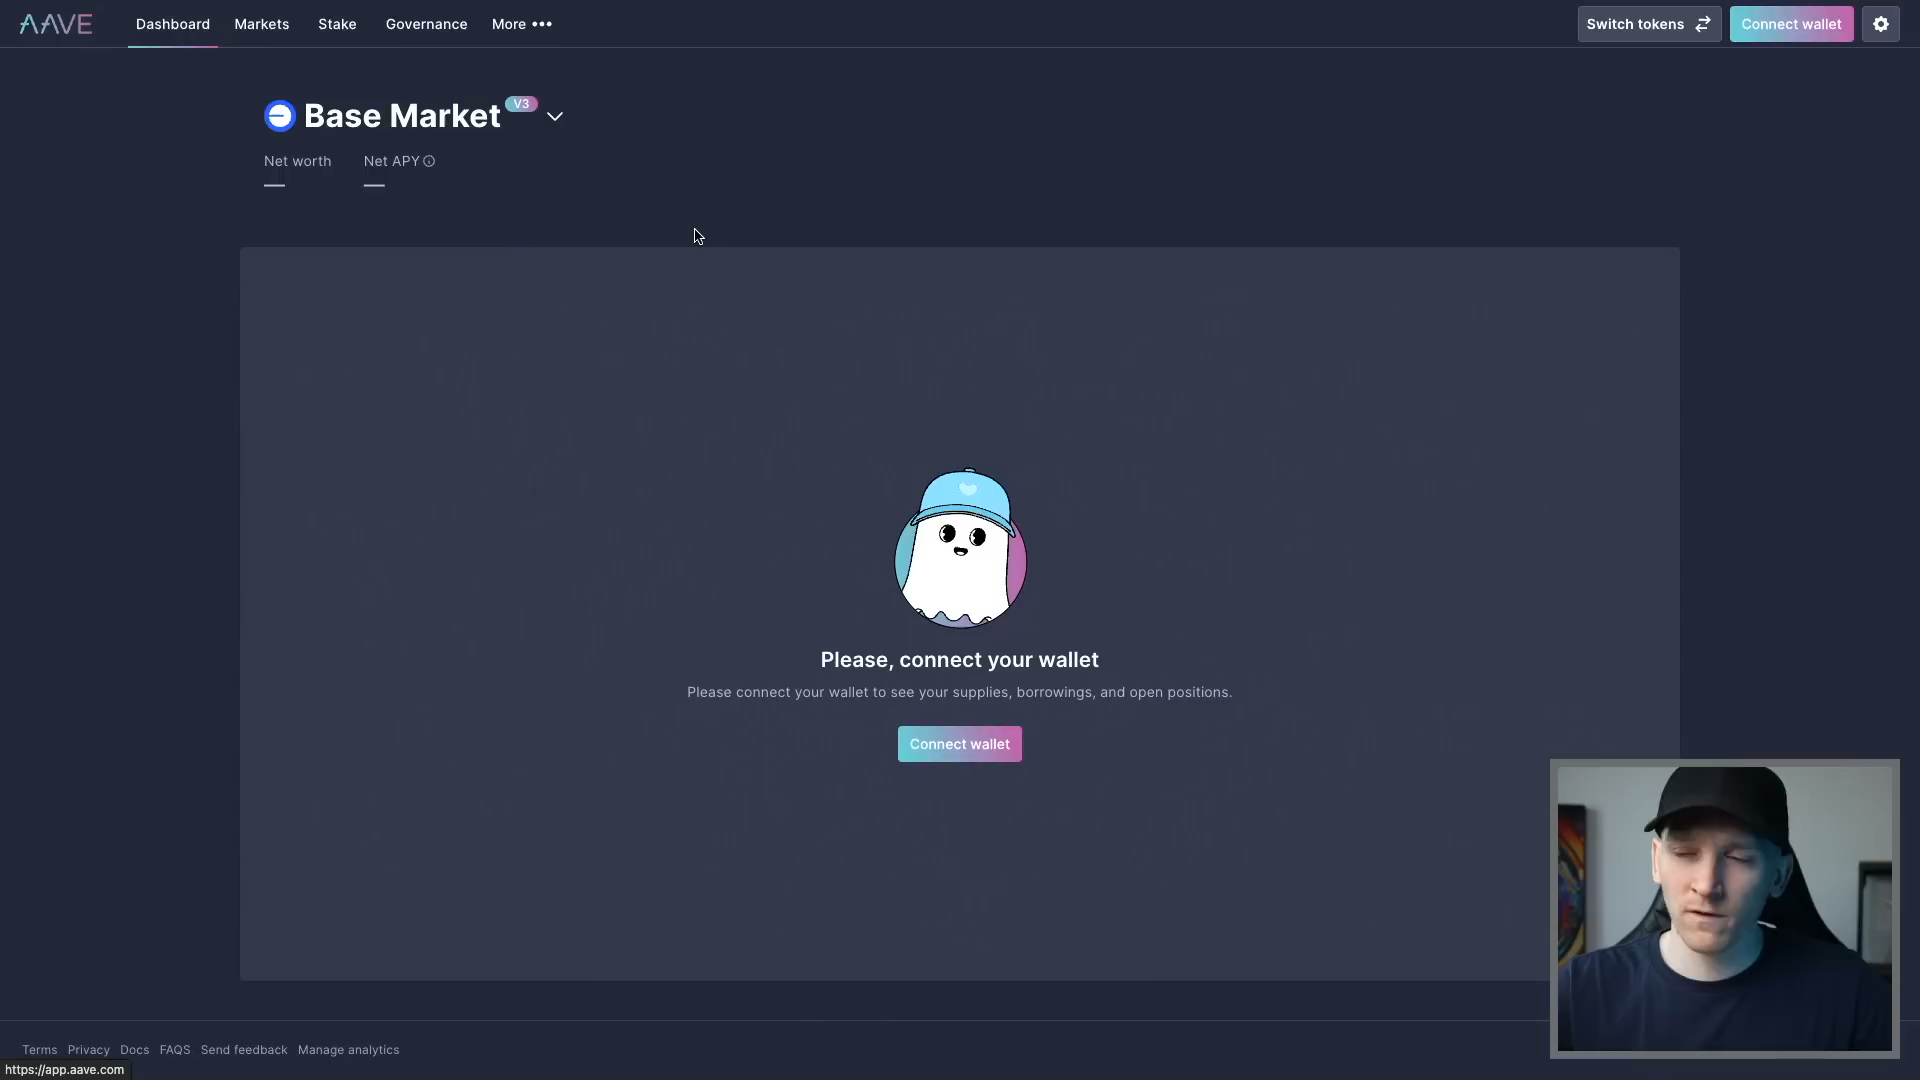 AAVE
Dashboard
Markets
Stake
Governance
More
Switch tokens
Connect wallet
Base Market
V3
Net worth
Net APY
—
—
Please, connect your wallet
Please connect your wallet to see your supplies, borrowings, and open positions.
Connect wallet
Terms
Privacy
Docs
FAQS
Send feedback
Manage analytics
https://app.aave.com